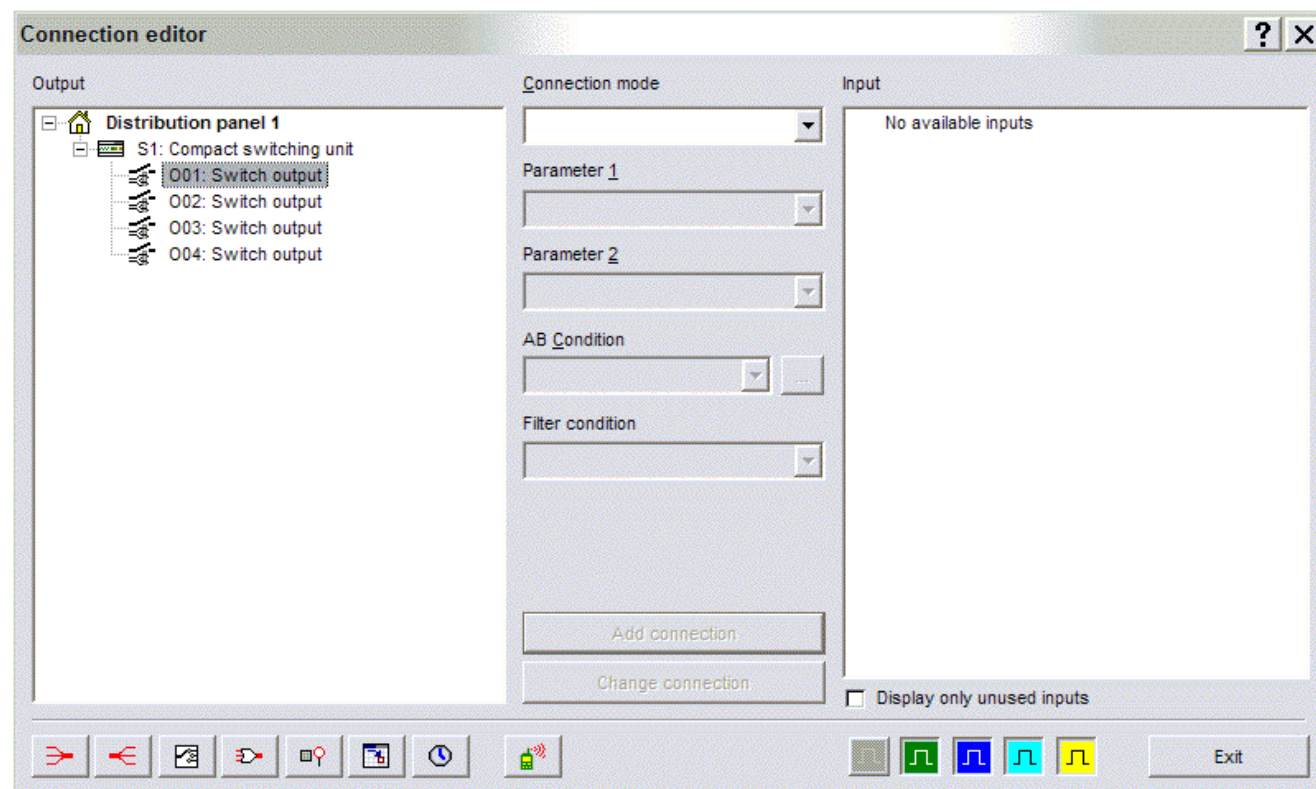 Connection editor
?
Output
Connection mode
Input
Distribution panel 1
S1: Compact switching unit
O01: Switch output
O02: Switch output
O03: Switch output
O04: Switch output
Parameter 1
Parameter 2
AB Condition
...
Filter condition
Add connection
Change connection
No available inputs
Display only unused inputs
Exit